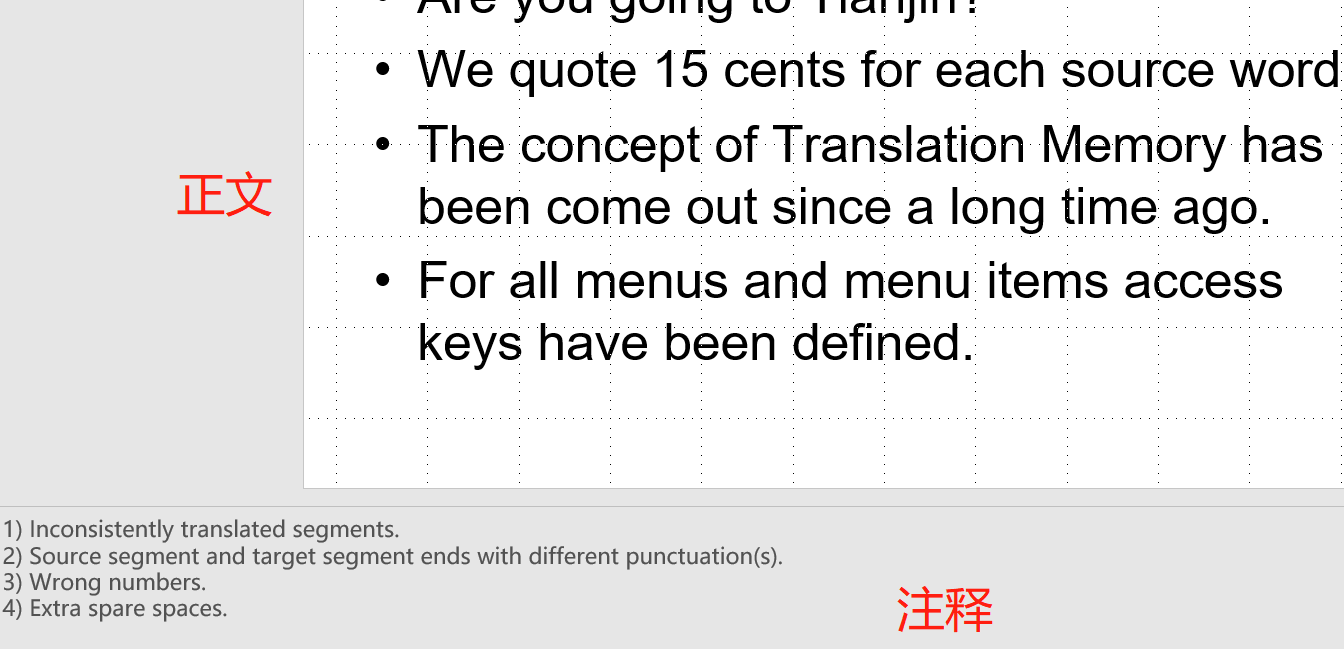 • Are you going to Tianjin?
• We quote 15 cents for each source word
• The concept of Translation Memory has
been come out since a long time ago.
正文
• For all menus and menu items access
keys have been defined.
1) Inconsistently translated segments.
2) Source segment and target segment ends with different punctuation(s).
3) Wrong numbers.
4) Extra spare spaces.
注释